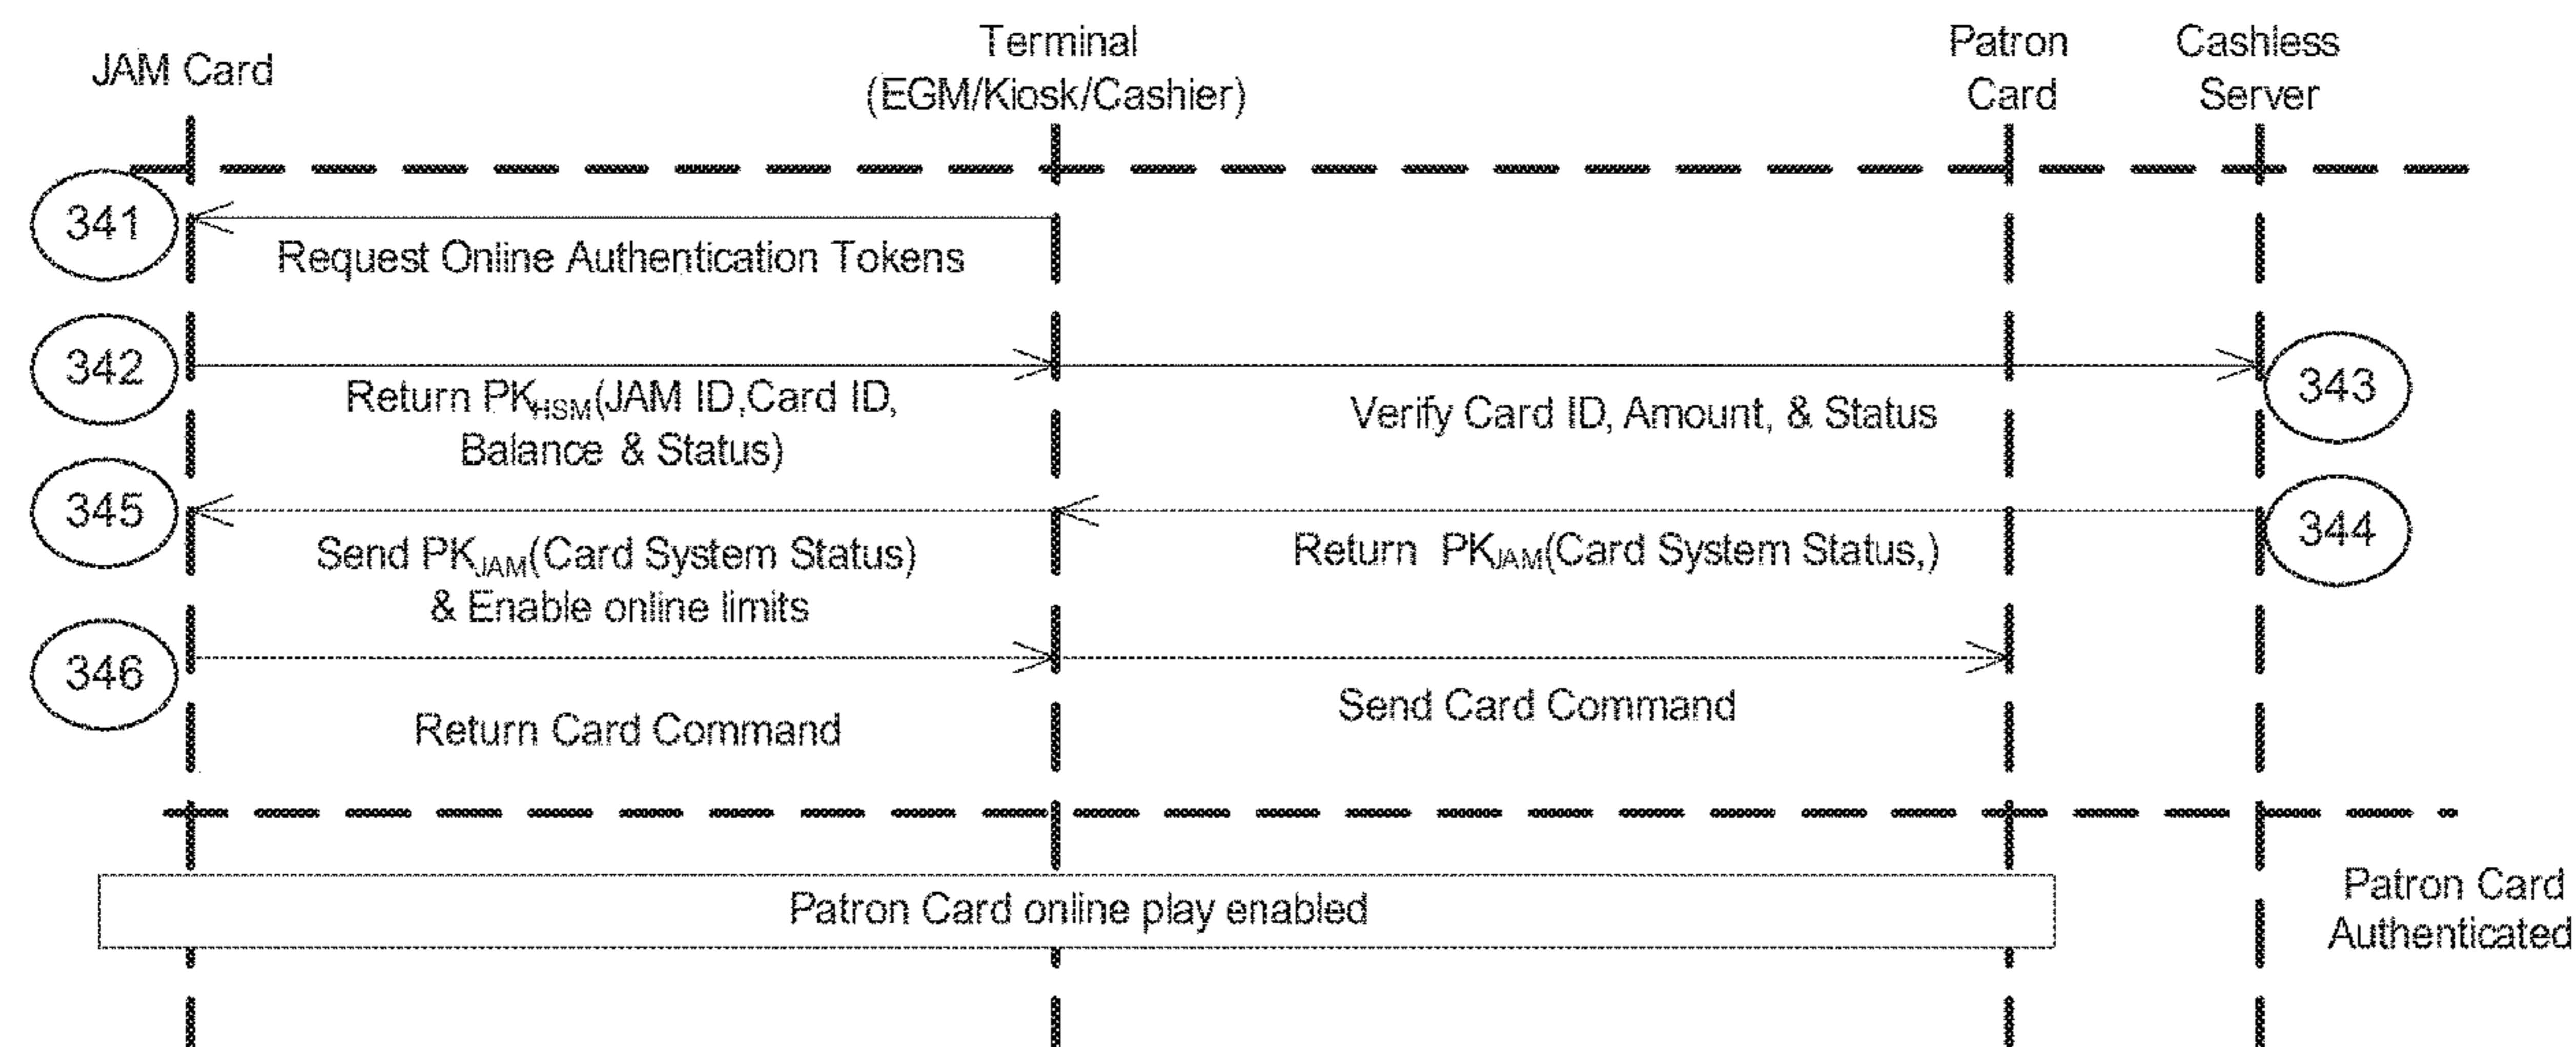 JAM Card
Terminal
(EGM/Kiosk/Cashier)
Patron
Card
Cashless
Server
341
Request Online Authentication Tokens
342
Return PKHSM(JAM ID,Card ID,
Balance & Status)
343
Verify Card ID, Amount, & Status
345
Send PKJAM(Card System Status)
& Enable online limits
344
Return PKJAM(Card System Status,)
346
Return Card Command
Send Card Command
Patron Card online play enabled
Patron Card
Authenticated